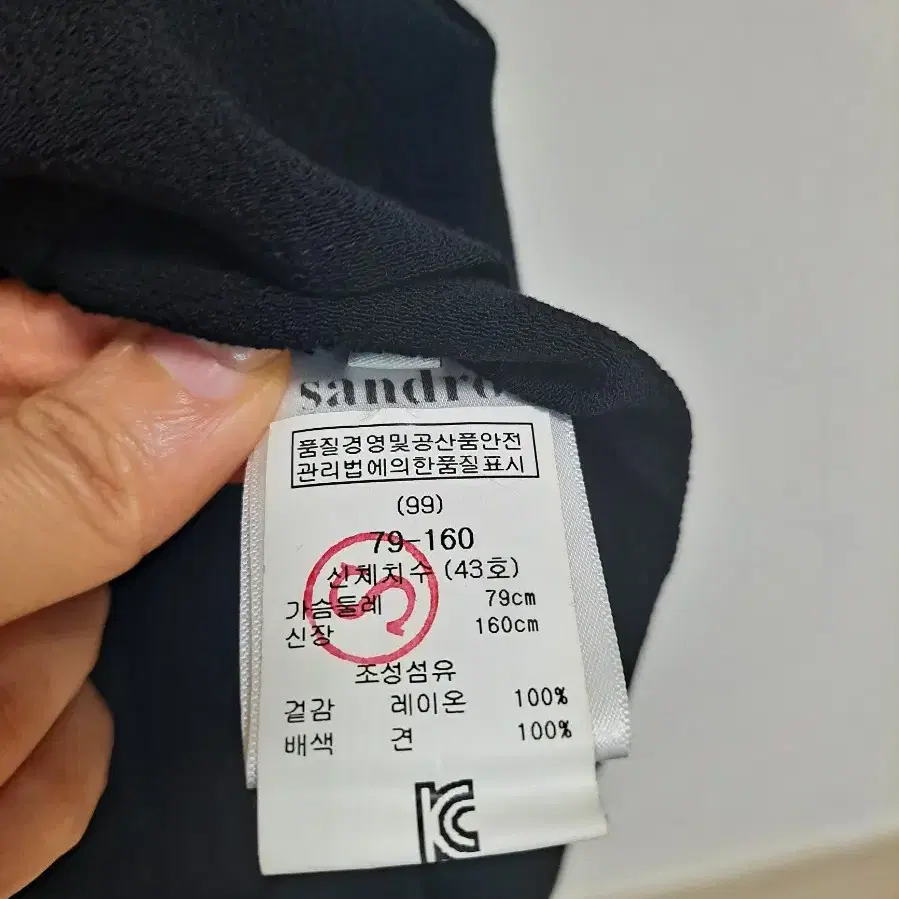 sandro
품질경영및공산품안전
관리법에의한품질표시
(99)
79-160
신체치수 (43호)
가슴둘레 79cm
신장 160cm
조성섬유
겉감 레이온 100%
배색 견 100%
KC